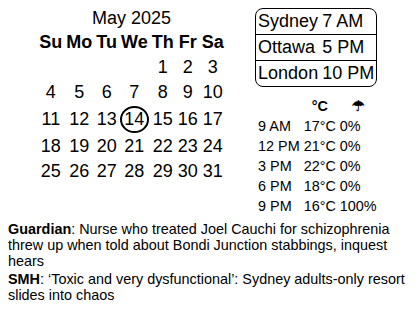 May 2025
Su Mo Tu We Th Fr Sa
1 2 3
4 5 6 7 8 9 10
11 12 13 14 15 16 17
18 19 20 21 22 23 24
25 26 27 28 29 30 31
Sydney 7 AM
Ottawa 5 PM
London 10 PM
°C ☂
9 AM 17°C 0%
12 PM 21°C 0%
3 PM 22°C 0%
6 PM 18°C 0%
9 PM 16°C 100%
Guardian: Nurse who treated Joel Cauchi for schizophrenia
threw up when told about Bondi Junction stabbings, inquest
hears
SMH: ‘Toxic and very dysfunctional’: Sydney adults-only resort
slides into chaos